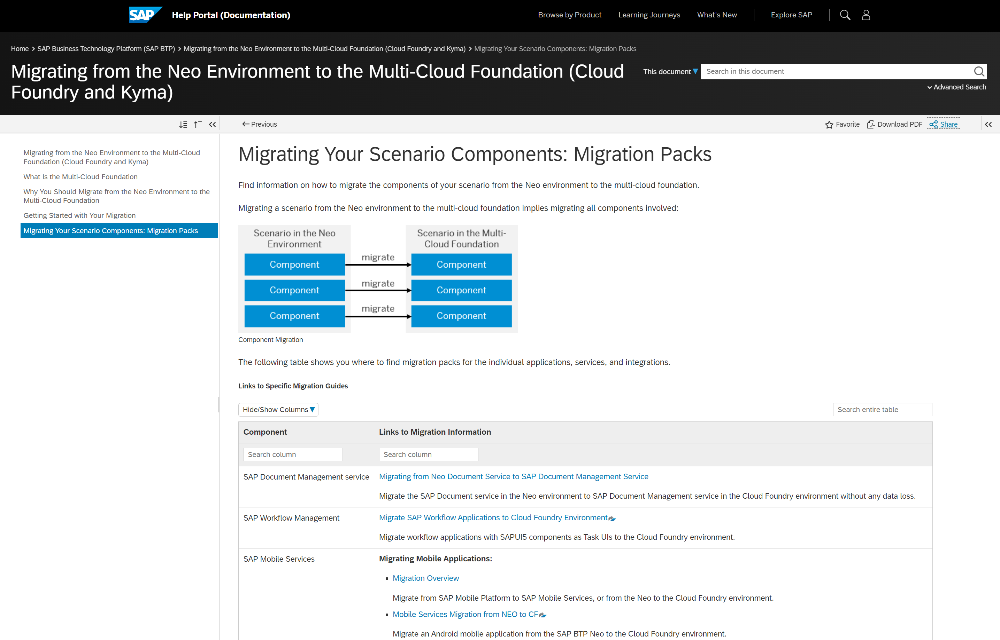 SAP Help Portal (Documentation)
Browse by Product Learning Journeys What's New Explore SAP
Home > SAP Business Technology Platform (SAP BTP) > Migrating from the Neo Environment to the Multi-Cloud Foundation (Cloud Foundry and Kyma) > Migrating Your Scenario Components: Migration Packs
Migrating from the Neo Environment to the Multi-Cloud Foundation (Cloud
Foundry and Kyma)
This document Search in this document
Advanced Search
Previous
Favorite Download PDF Share
Migrating from the Neo Environment to the Multi-Cloud
Foundation (Cloud Foundry and Kyma)
What Is the Multi-Cloud Foundation
Why You Should Migrate from the Neo Environment to the
Multi-Cloud Foundation
Getting Started with Your Migration
Migrating Your Scenario Components: Migration Packs
Migrating Your Scenario Components: Migration Packs
Find information on how to migrate the components of your scenario from the Neo environment to the multi-cloud foundation.
Migrating a scenario from the Neo environment to the multi-cloud foundation implies migrating all components involved:
Scenario in the Neo
Environment
Scenario in the Multi-
Cloud Foundation
Component migrate Component
Component migrate Component
Component migrate Component
Component Migration
The following table shows you where to find migration packs for the individual applications, services, and integrations.
Links to Specific Migration Guides
Hide/Show Columns Search entire table
Component Links to Migration Information
Search column Search column
SAP Document Management service Migrating from Neo Document Service to SAP Document Management Service
Migrate the SAP Document service in the Neo environment to SAP Document Management service in the Cloud Foundry environment without any data loss.
SAP Workflow Management Migrate SAP Workflow Applications to Cloud Foundry Environment
Migrate workflow applications with SAPUI5 components as Task UIs to the Cloud Foundry environment.
SAP Mobile Services Migrating Mobile Applications:
▪ Migration Overview
Migrate from SAP Mobile Platform to SAP Mobile Services, or from the Neo to the Cloud Foundry environment.
▪ Mobile Services Migration from NEO to CF
Migrate an Android mobile application from the SAP BTP Neo to the Cloud Foundry environment.